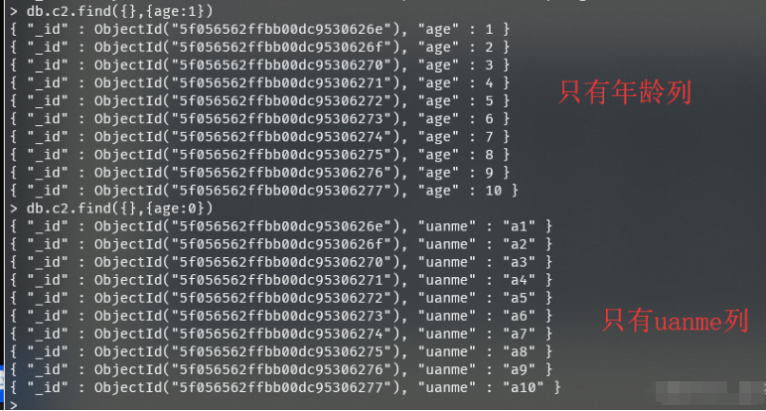 > db.c2.find({},{age:1})
{ "_id" : ObjectId("5f056562ffbb00dc9530626e"), "age" : 1 }
{ "_id" : ObjectId("5f056562ffbb00dc9530626f"), "age" : 2 }
{ "_id" : ObjectId("5f056562ffbb00dc95306270"), "age" : 3 }
{ "_id" : ObjectId("5f056562ffbb00dc95306271"), "age" : 4 }
{ "_id" : ObjectId("5f056562ffbb00dc95306272"), "age" : 5 }
{ "_id" : ObjectId("5f056562ffbb00dc95306273"), "age" : 6 }
{ "_id" : ObjectId("5f056562ffbb00dc95306274"), "age" : 7 }
{ "_id" : ObjectId("5f056562ffbb00dc95306275"), "age" : 8 }
{ "_id" : ObjectId("5f056562ffbb00dc95306276"), "age" : 9 }
{ "_id" : ObjectId("5f056562ffbb00dc95306277"), "age" : 10 }
只有年龄列
> db.c2.find({},{age:0})
{ "_id" : ObjectId("5f056562ffbb00dc9530626e"), "uanme" : "a1" }
{ "_id" : ObjectId("5f056562ffbb00dc9530626f"), "uanme" : "a2" }
{ "_id" : ObjectId("5f056562ffbb00dc95306270"), "uanme" : "a3" }
{ "_id" : ObjectId("5f056562ffbb00dc95306271"), "uanme" : "a4" }
{ "_id" : ObjectId("5f056562ffbb00dc95306272"), "uanme" : "a5" }
{ "_id" : ObjectId("5f056562ffbb00dc95306273"), "uanme" : "a6" }
{ "_id" : ObjectId("5f056562ffbb00dc95306274"), "uanme" : "a7" }
{ "_id" : ObjectId("5f056562ffbb00dc95306275"), "uanme" : "a8" }
{ "_id" : ObjectId("5f056562ffbb00dc95306276"), "uanme" : "a9" }
{ "_id" : ObjectId("5f056562ffbb00dc95306277"), "uanme" : "a10" }
只有uanme列
>